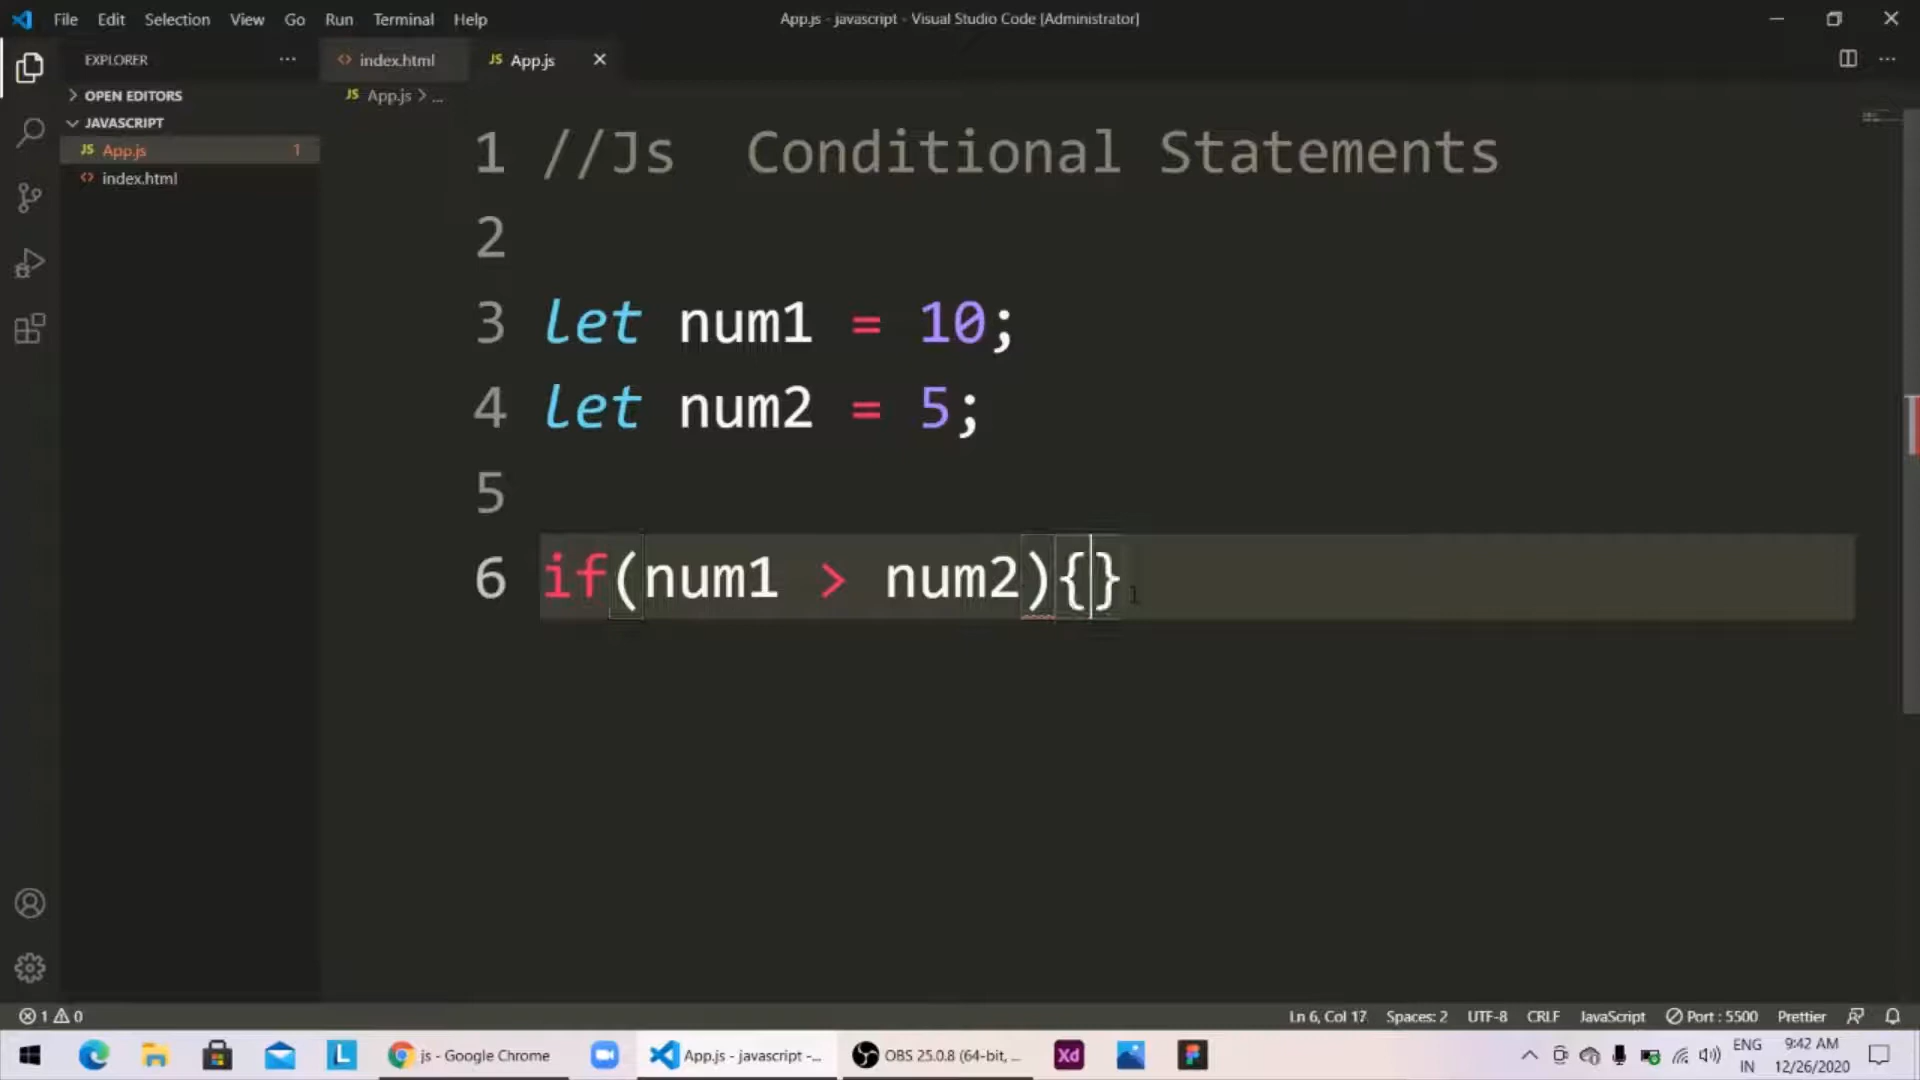 File Edit Selection View Go Run Terminal Help
App.js - javascript - Visual Studio Code [Administrator]
EXPLORER ...
<> index.html
JS App.js
OPEN EDITORS
JS App.js > ...
JAVASCRIPT
JS App.js 1
<> index.html
1 //Js  Conditional Statements
2
3 let num1 = 10;
4 let num2 = 5;
5
6 if(num1 > num2){}
1 0
Ln 6, Col 17 Spaces: 2 UTF-8 CRLF JavaScript Port : 5500 Prettier
L
js - Google Chrome
App.js - javascript -...
OBS 25.0.8 (64-bit, ...
Xd
ENG
IN
9:42 AM
12/26/2020